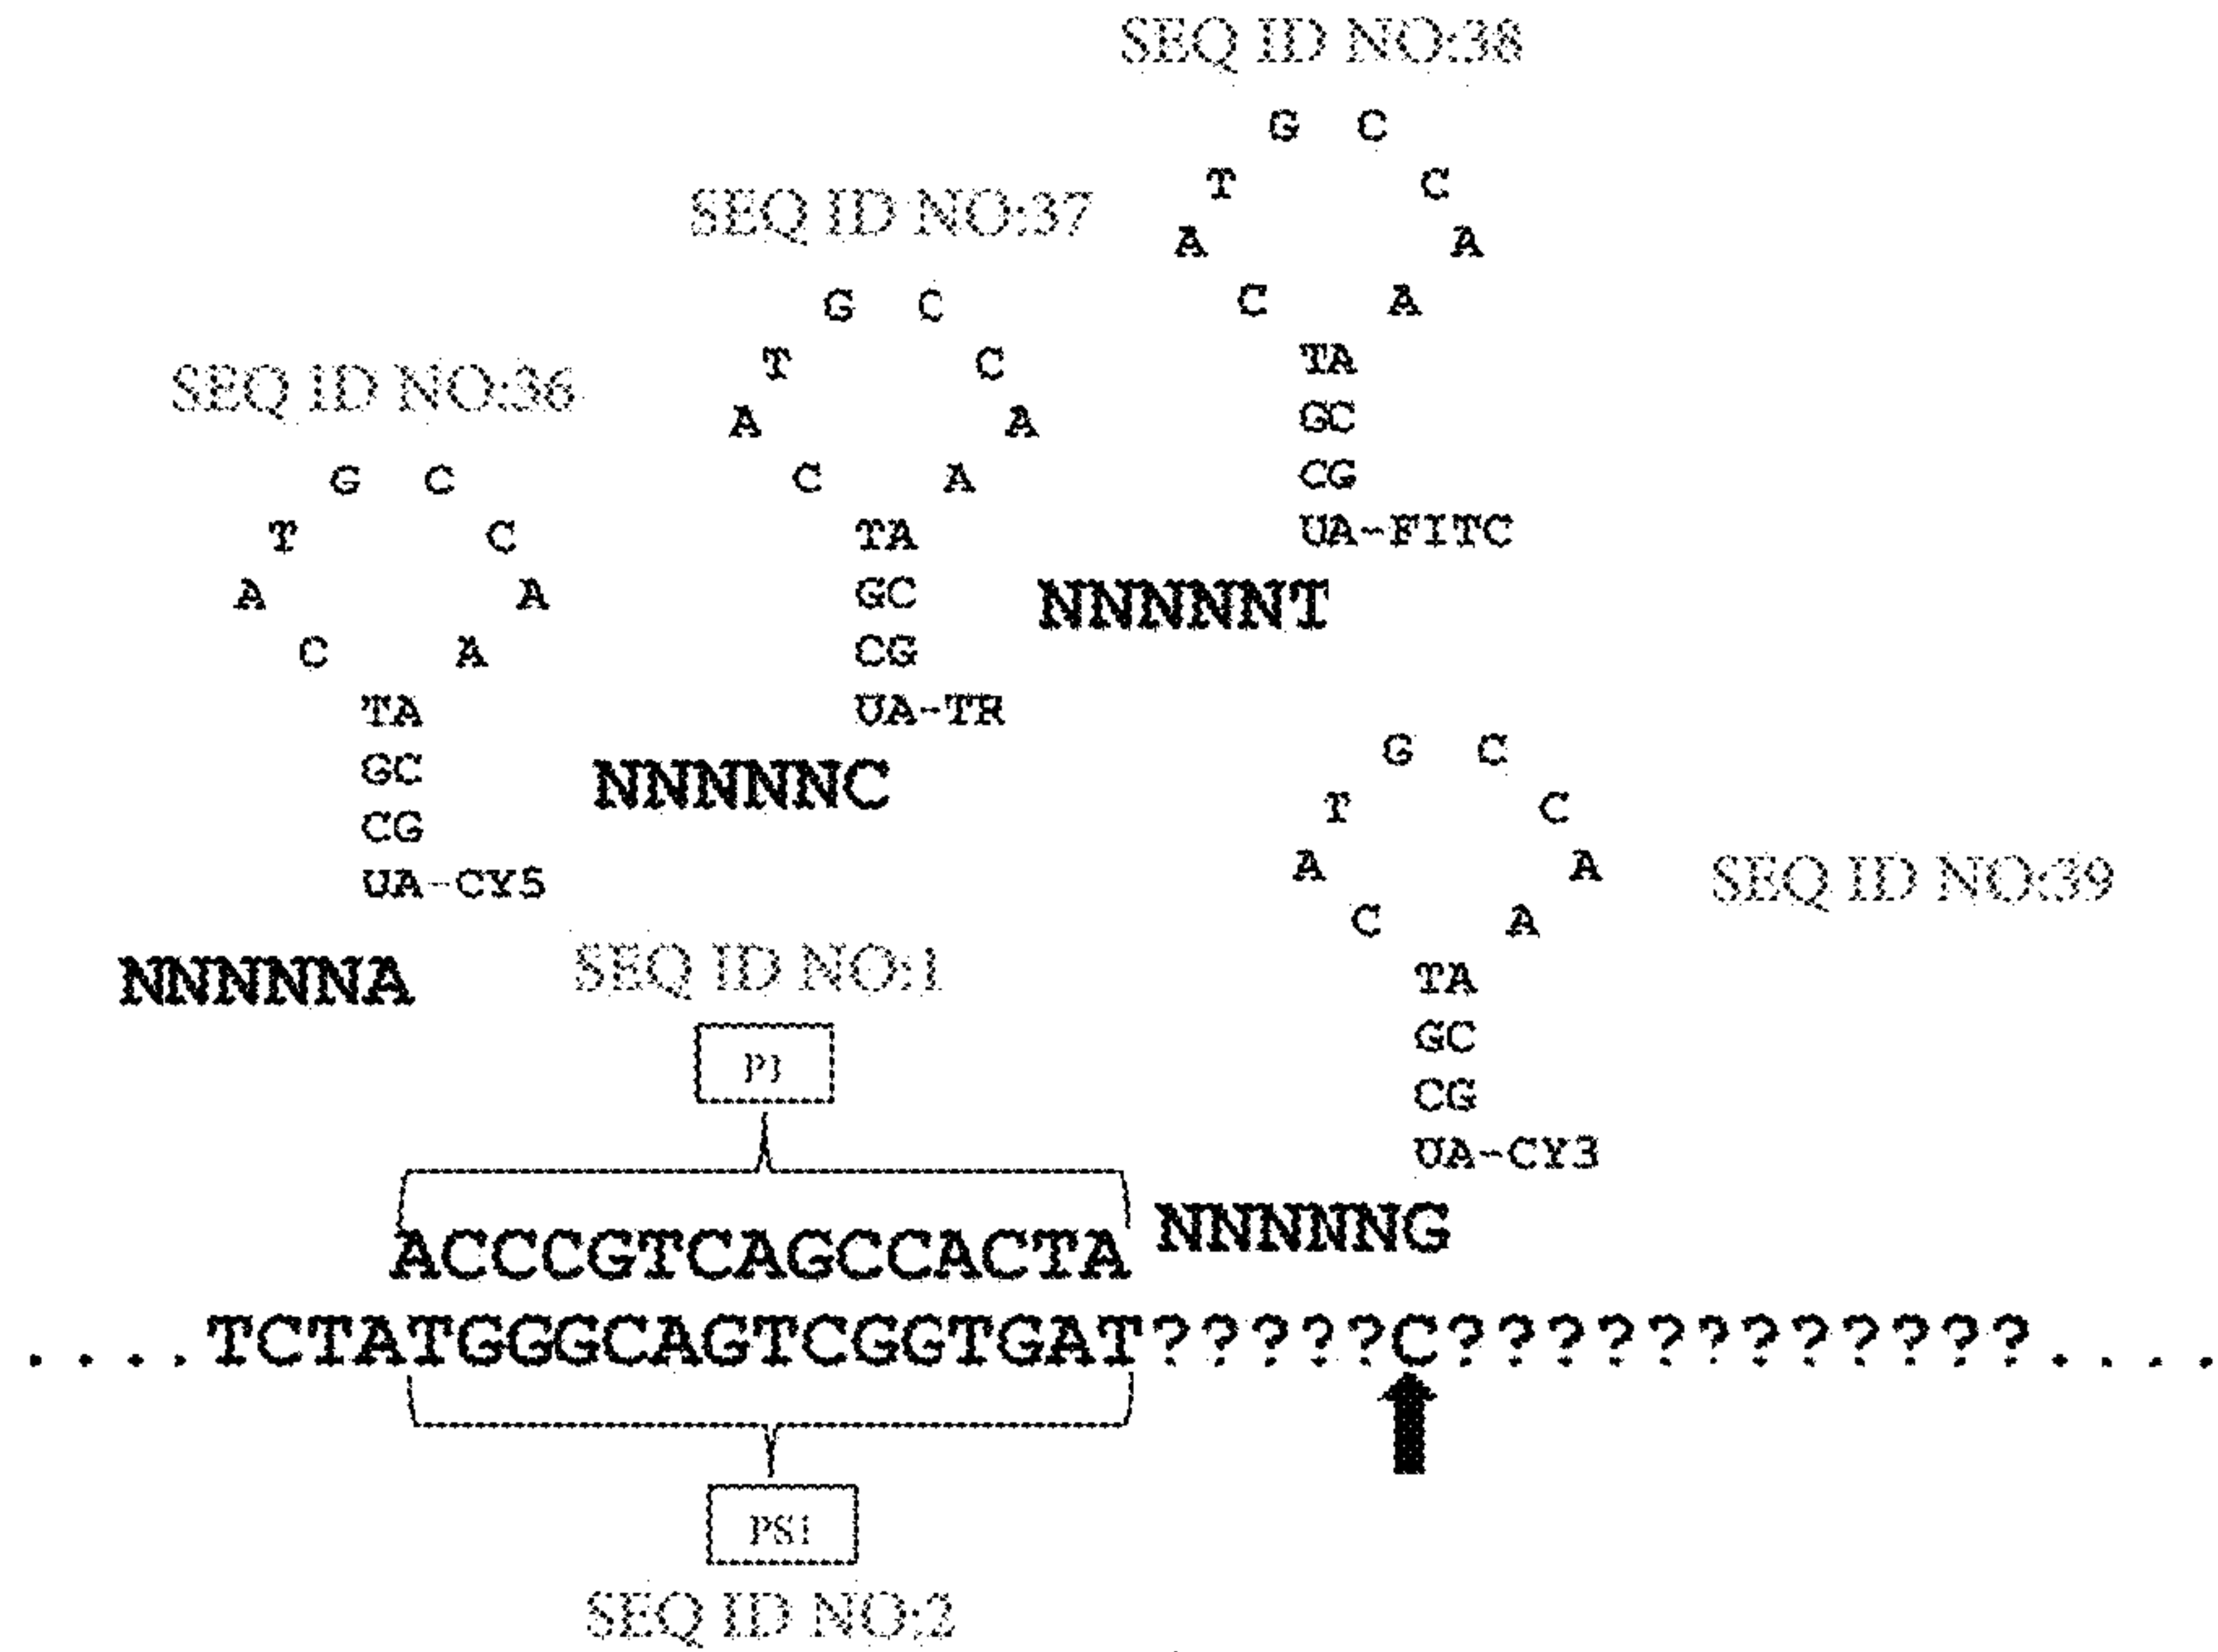 SEQ ID NO:38
G C
T C
A A
C A
TA
GC
CG
UA-FITC
NNNNNT
SEQ ID NO:37
G C
T C
A A
C A
TA
GC
CG
UA-TR
NNNNNC
SEQ ID NO:36
G C
T C
A A
C A
TA
GC
CG
UA-CY5
NNNNNA
G C
T C
A A
C A
TA
GC
CG
UA-CY3
SEQ ID NO:39
NNNNNG
SEQ ID NO:1
P1
ACCCGTCAGCCACTA
....TCTATGGGCAGTCGGTGAT?????C????????????....
PS1
SEQ ID NO:2